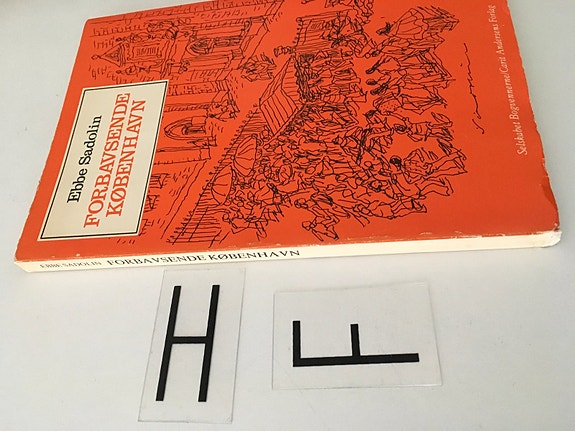 Ebbe Sadolin
FORBAVSENDE
KØBENHAVN
Selskabet Bogvennerne/Carit Andersens Forlag
EBBE SADOLIN FORBAVSENDE KØBENHAVN
H
F